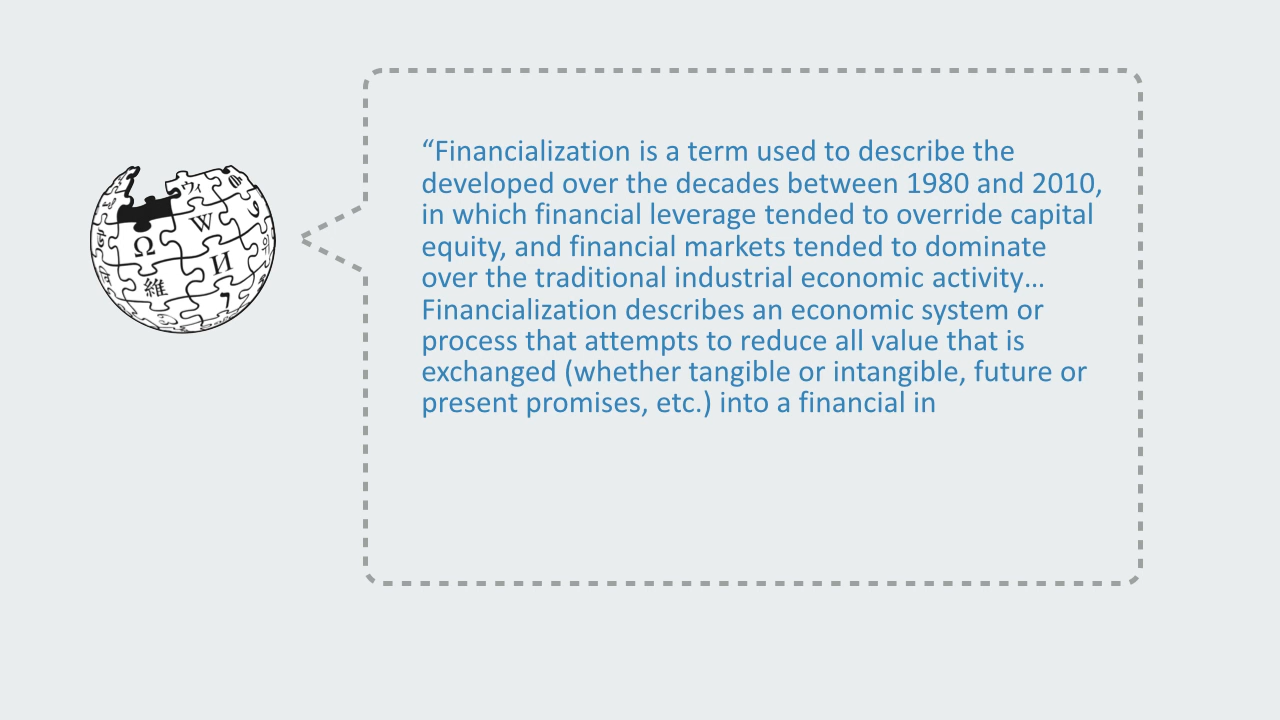 “Financialization is a term used to describe the
developed over the decades between 1980 and 2010,
in which financial leverage tended to override capital
equity, and financial markets tended to dominate
over the traditional industrial economic activity…
Financialization describes an economic system or
process that attempts to reduce all value that is
exchanged (whether tangible or intangible, future or
present promises, etc.) into a financial in
Ω
W
И
維
ウィ